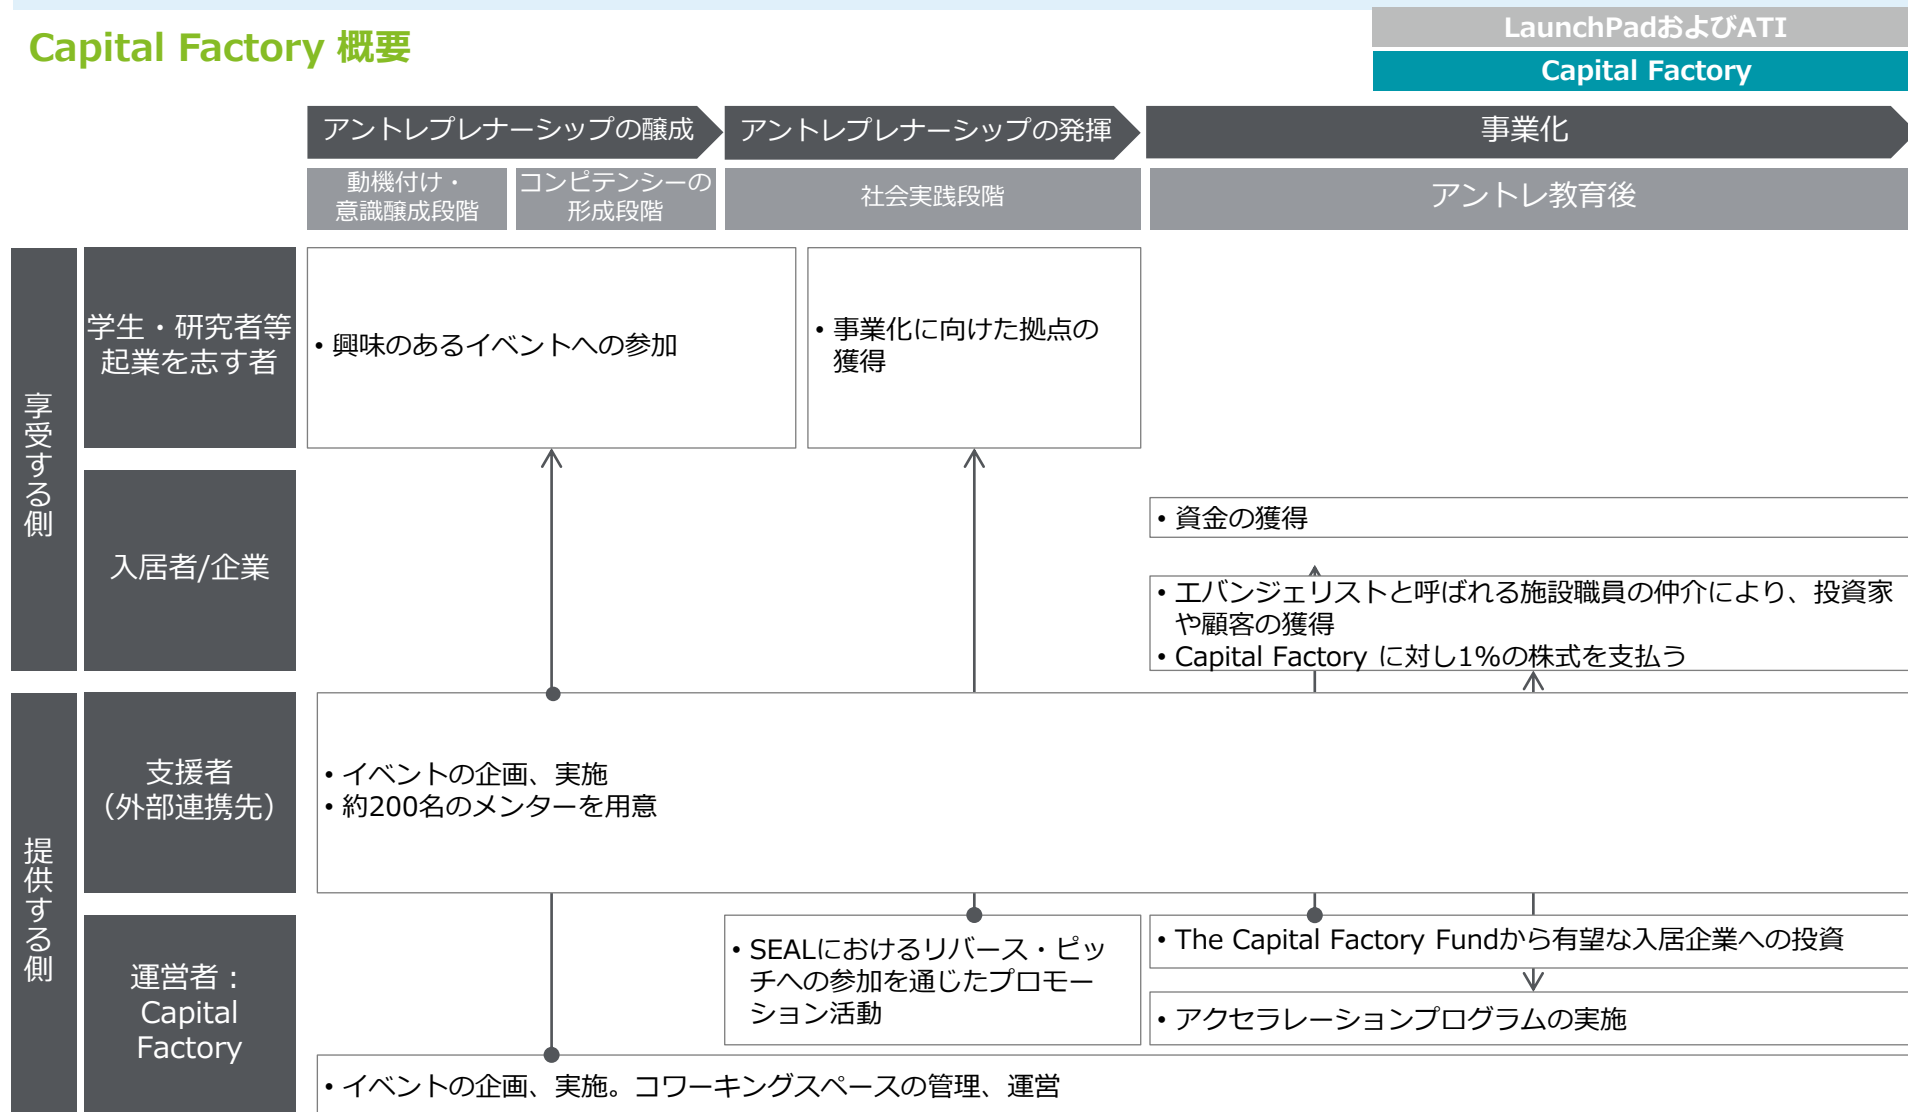 Capital Factory 概要
LaunchPadおよびATI
Capital Factory
アントレプレナーシップの醸成
アントレプレナーシップの発揮
事業化
動機付け・
意識醸成段階
コンピテンシーの
形成段階
社会実践段階
アントレ教育後
享受する側
学生・研究者等
起業を志す者
• 興味のあるイベントへの参加
• 事業化に向けた拠点の
獲得
入居者/企業
• 資金の獲得
• エバンジェリストと呼ばれる施設職員の仲介により、投資家
や顧客の獲得
• Capital Factory に対し1%の株式を支払う
提供する側
支援者
（外部連携先）
• イベントの企画、実施
• 約200名のメンターを用意
運営者：
Capital
Factory
• SEALにおけるリバース・ピッ
チへの参加を通じたプロモー
ション活動
• The Capital Factory Fundから有望な入居企業への投資
• アクセラレーションプログラムの実施
• イベントの企画、実施。コワーキングスペースの管理、運営